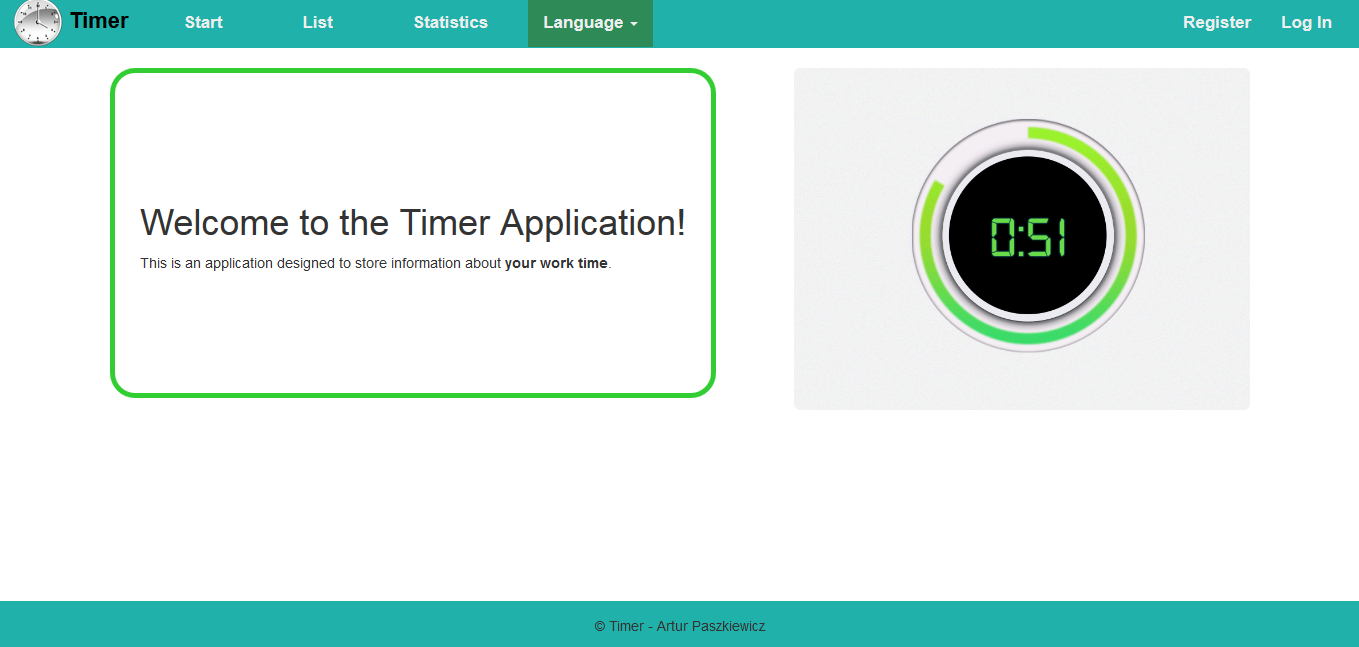 Timer Start List Statistics Language Register Log In
Welcome to the Timer Application!
This is an application designed to store information about your work time.
0:51
© Timer - Artur Paszkiewicz